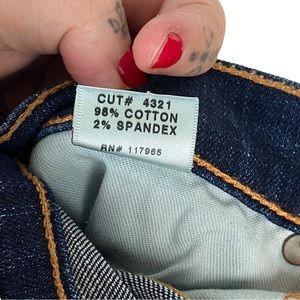 CUT# 4321
98% COTTON
2% SPANDEX
RN# 117965